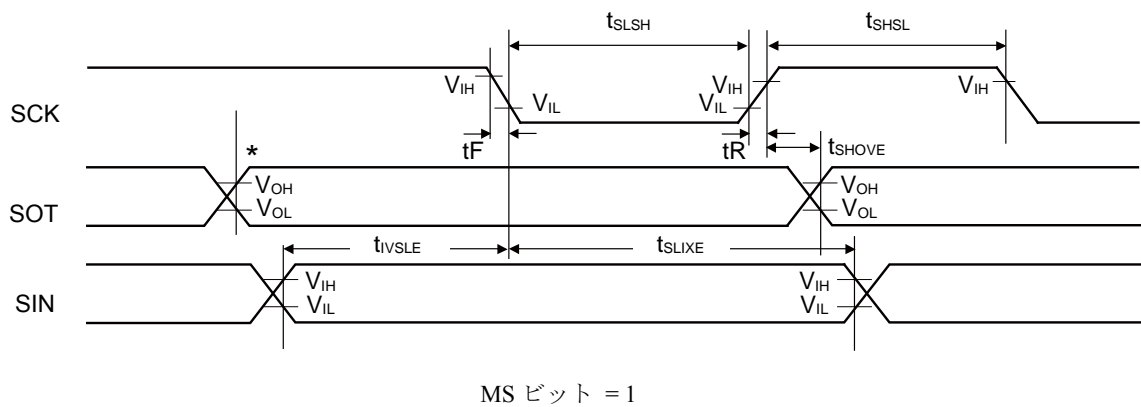 tSLSH
tSHSL
SCK
VIH
VIL
VIH
VIL
VIH
tF
tR
tSHOVE
*
SOT
VOH
VOL
VOH
VOL
tIVSLE
tSLIXE
SIN
VIH
VIL
VIH
VIL
MS ビット = 1